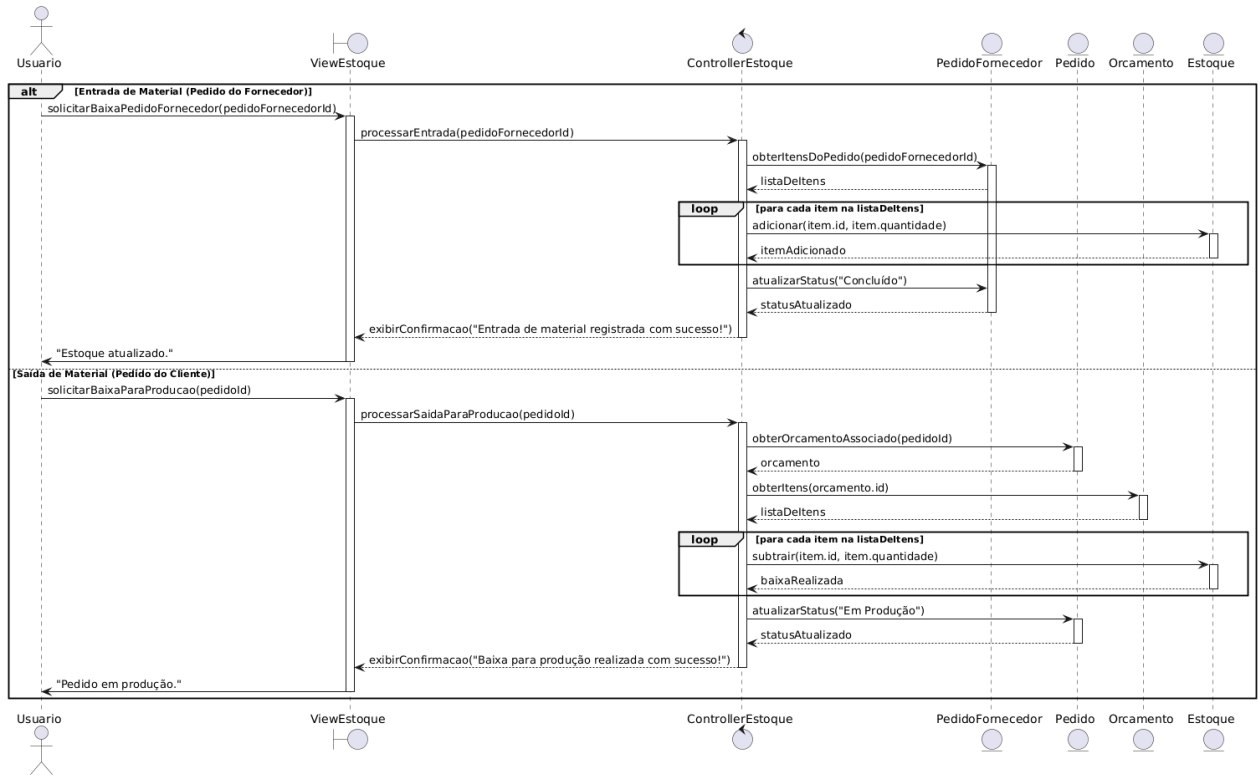 Usuario
ViewEstoque
ControllerEstoque
PedidoFornecedor
Pedido
Orcamento
Estoque
alt
[Entrada de Material (Pedido do Fornecedor)]
solicitarBaixaPedidoFornecedor(pedidoFornecedorId)
processarEntrada(pedidoFornecedorId)
obterItensDoPedido(pedidoFornecedorId)
listaDeItens
loop
[para cada item na listaDeItens]
adicionar(item.id, item.quantidade)
itemAdicionado
atualizarStatus("Concluído")
statusAtualizado
exibirConfirmacao("Entrada de material registrada com sucesso!")
"Estoque atualizado."
[Saída de Material (Pedido do Cliente)]
solicitarBaixaParaProducao(pedidoId)
processarSaidaParaProducao(pedidoId)
obterOrcamentoAssociado(pedidoId)
orcamento
obterItens(orcamento.id)
listaDeItens
loop
[para cada item na listaDeItens]
subtrair(item.id, item.quantidade)
baixaRealizada
atualizarStatus("Em Produção")
statusAtualizado
exibirConfirmacao("Baixa para produção realizada com sucesso!")
"Pedido em produção."
Usuario
ViewEstoque
ControllerEstoque
PedidoFornecedor
Pedido
Orcamento
Estoque